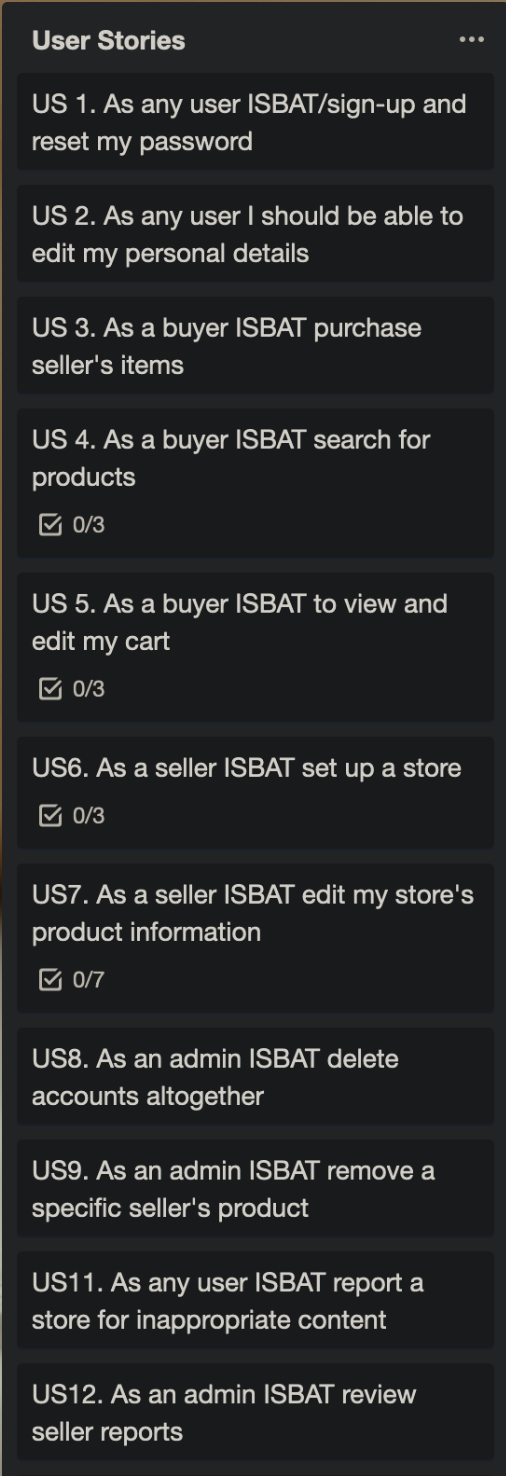 User Stories
US 1. As any user ISBAT/sign-up and
reset my password
US 2. As any user I should be able to
edit my personal details
US 3. As a buyer ISBAT purchase
seller's items
US 4. As a buyer ISBAT search for
products
0/3
US 5. As a buyer ISBAT to view and
edit my cart
0/3
US6. As a seller ISBAT set up a store
0/3
US7. As a seller ISBAT edit my store's
product information
0/7
US8. As an admin ISBAT delete
accounts altogether
US9. As an admin ISBAT remove a
specific seller's product
US11. As any user ISBAT report a
store for inappropriate content
US12. As an admin ISBAT review
seller reports